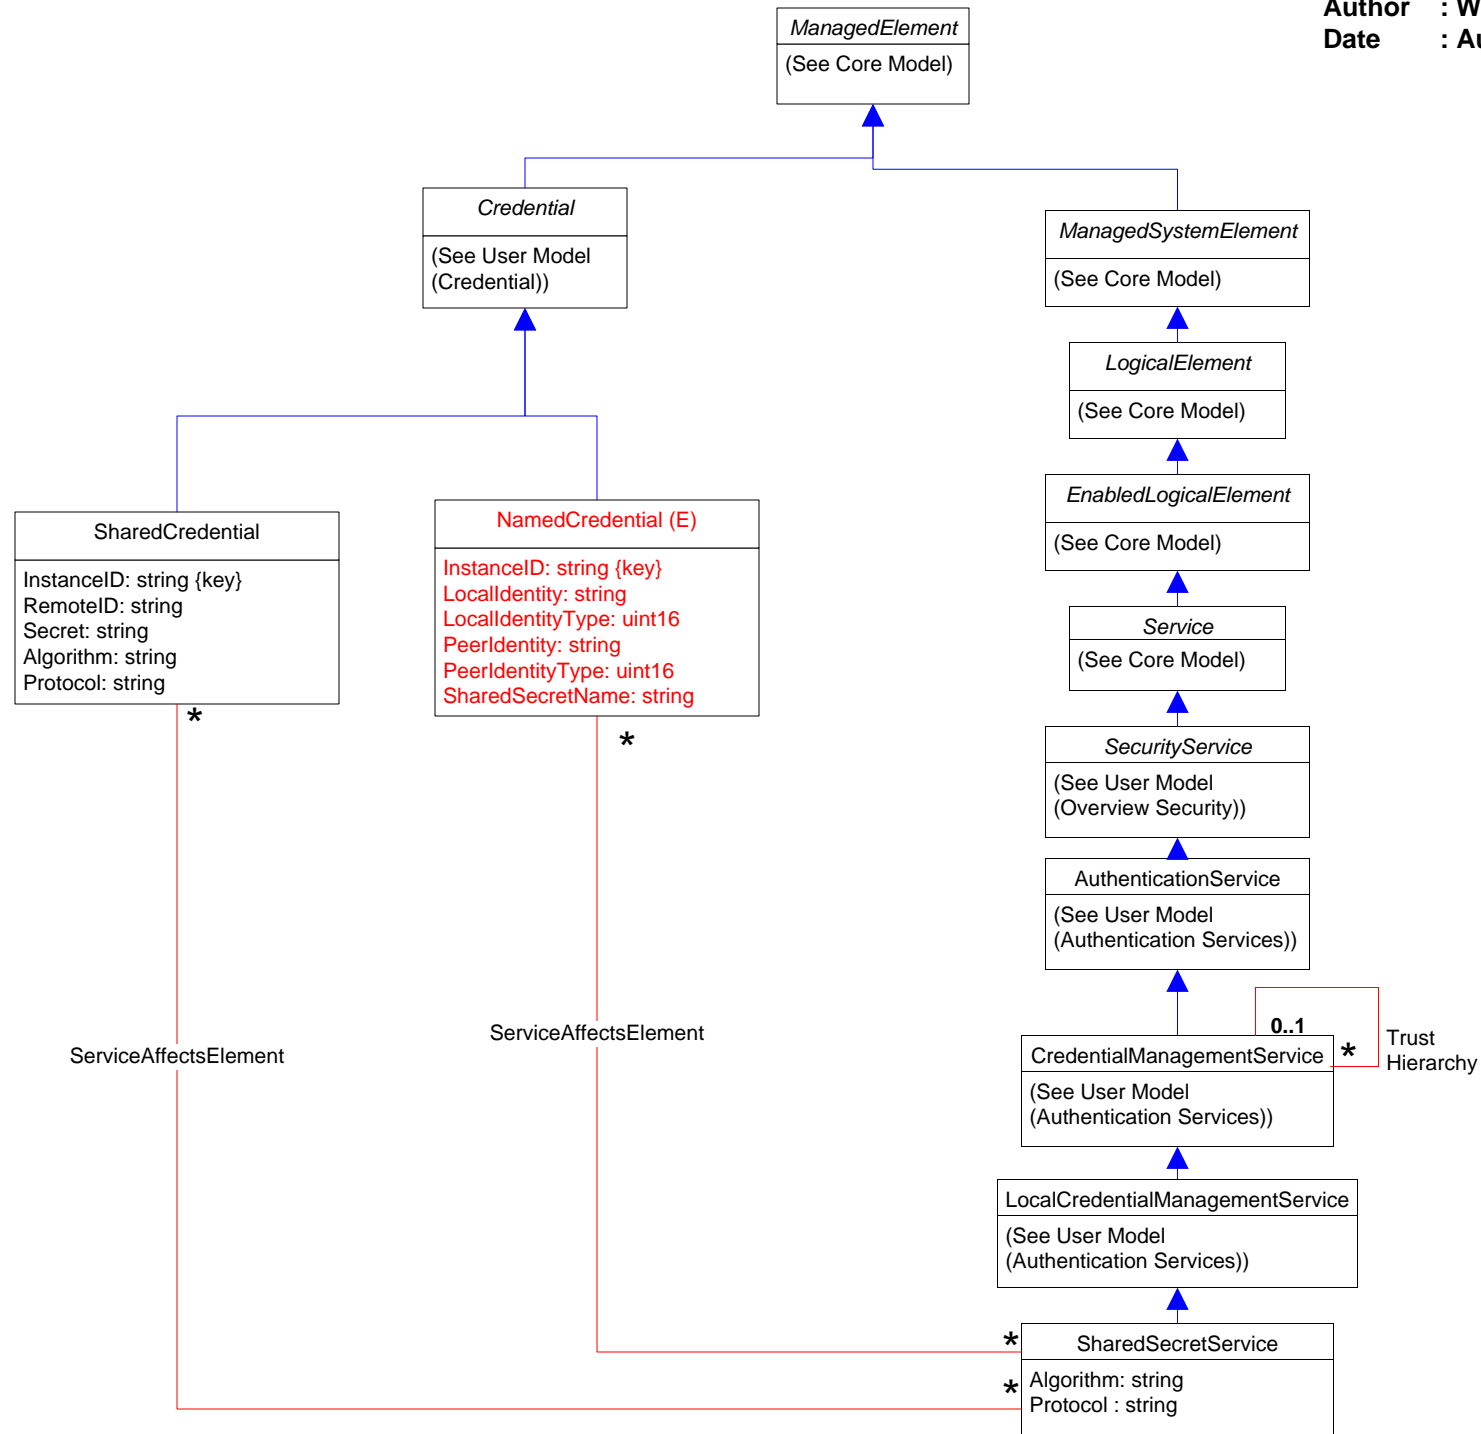 Author : W
Date : Au
ManagedElement
(See Core Model)
Credential
(See User Model
(Credential))
ManagedSystemElement
(See Core Model)
LogicalElement
(See Core Model)
EnabledLogicalElement
(See Core Model)
SharedCredential
InstanceID: string {key}
RemoteID: string
Secret: string
Algorithm: string
Protocol: string
*
NamedCredential (E)
InstanceID: string {key}
LocalIdentity: string
LocalIdentityType: uint16
PeerIdentity: string
PeerIdentityType: uint16
SharedSecretName: string
*
Service
(See Core Model)
SecurityService
(See User Model
(Overview Security))
AuthenticationService
(See User Model
(Authentication Services))
ServiceAffectsElement
ServiceAffectsElement
0..1
*
Trust
Hierarchy
CredentialManagementService
(See User Model
(Authentication Services))
LocalCredentialManagementService
(See User Model
(Authentication Services))
*
*
SharedSecretService
Algorithm: string
Protocol : string